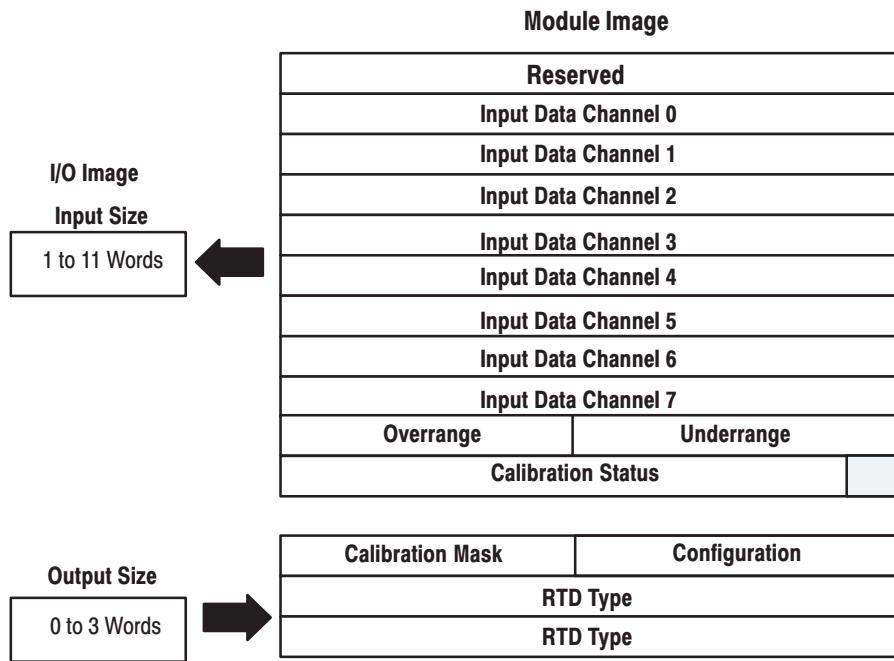 Module Image
Reserved
Input Data Channel 0
Input Data Channel 1
Input Data Channel 2
Input Data Channel 3
Input Data Channel 4
Input Data Channel 5
Input Data Channel 6
Input Data Channel 7
Overrange Underrange
Calibration Status
I/O Image
Input Size
1 to 11 Words
Calibration Mask Configuration
RTD Type
RTD Type
Output Size
0 to 3 Words